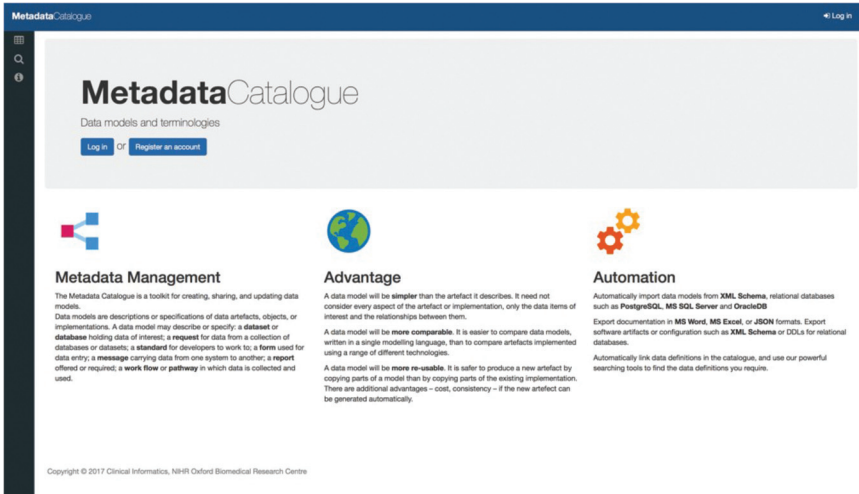 MetadataCatalogue
Log in
MetadataCatalogue
Data models and terminologies
Log in or Register an account
Metadata Management
The Metadata Catalogue is a toolkit for creating, sharing, and updating data
models.
Data models are descriptions or specifications of data artefacts, objects, or
implementations. A data model may describe or specify: a dataset or
database holding data of interest; a request for data from a collection of
databases or datasets; a standard for developers to work to; a form used for
data entry; a message carrying data from one system to another; a report
offered or required; a work flow or pathway in which data is collected and
used.
Advantage
A data model will be simpler than the artefact it describes. It need not
consider every aspect of the artefact or implementation, only the data items of
interest and the relationships between them.
A data model will be more comparable. It is easier to compare data models,
written in a single modelling language, than to compare artefacts implemented
using a range of different technologies.
A data model will be more re-usable. It is safer to produce a new artefact by
copying parts of a model than by copying parts of the existing implementation.
There are additional advantages – cost, consistency – if the new artefect can
be generated automatically.
Automation
Automatically import data models from XML Schema, relational databases
such as PostgreSQL, MS SQL Server and OracleDB
Export documentation in MS Word, MS Excel, or JSON formats. Export
software artifacts or configuration such as XML Schema or DDLs for relational
databases.
Automatically link data definitions in the catalogue, and use our powerful
searching tools to find the data definitions you require.
Copyright © 2017 Clinical Informatics, NIHR Oxford Biomedical Research Centre